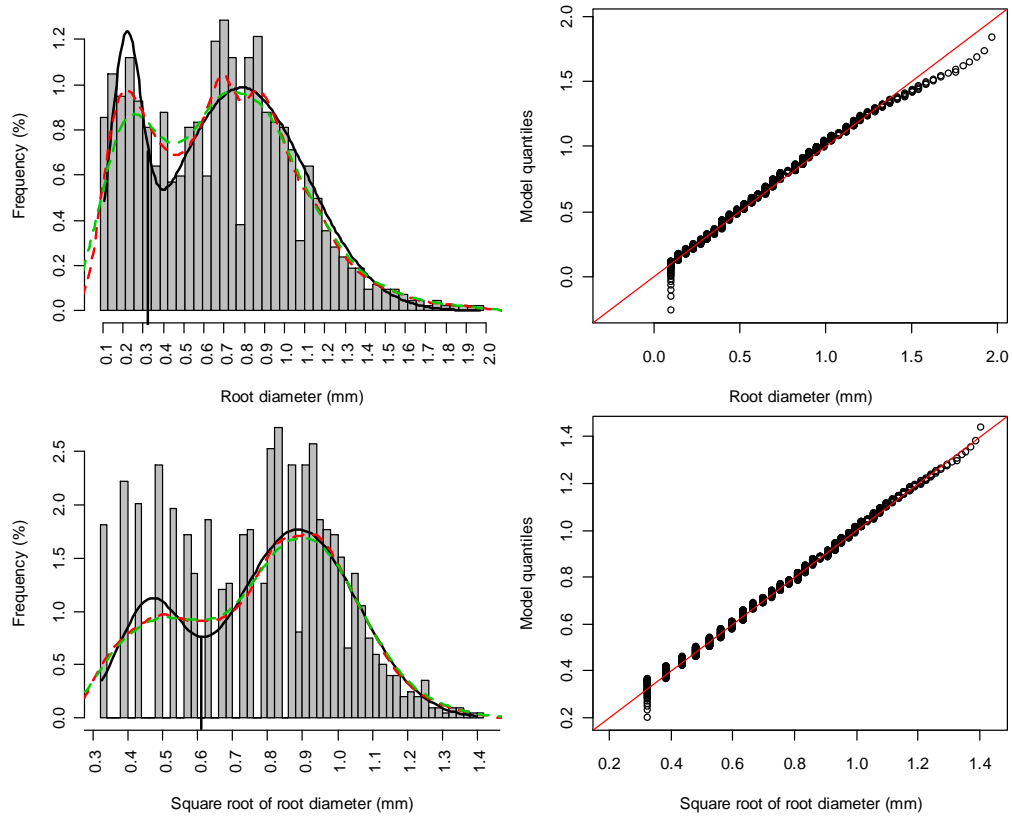 Frequency (%)
0.0 0.2 0.4 0.6 0.8 1.0 1.2
0.1 0.2 0.3 0.4 0.5 0.6 0.7 0.8 0.9 1.0 1.1 1.2 1.3 1.4 1.5 1.6 1.7 1.8 1.9 2.0
Root diameter (mm)
Model quantiles
0.0 0.5 1.0 1.5 2.0
0.0 0.5 1.0 1.5 2.0
Root diameter (mm)
Frequency (%)
0.0 0.5 1.0 1.5 2.0 2.5
0.3 0.4 0.5 0.6 0.7 0.8 0.9 1.0 1.1 1.2 1.3 1.4
Square root of root diameter (mm)
Model quantiles
0.2 0.4 0.6 0.8 1.0 1.2 1.4
0.2 0.4 0.6 0.8 1.0 1.2 1.4
Square root of root diameter (mm)